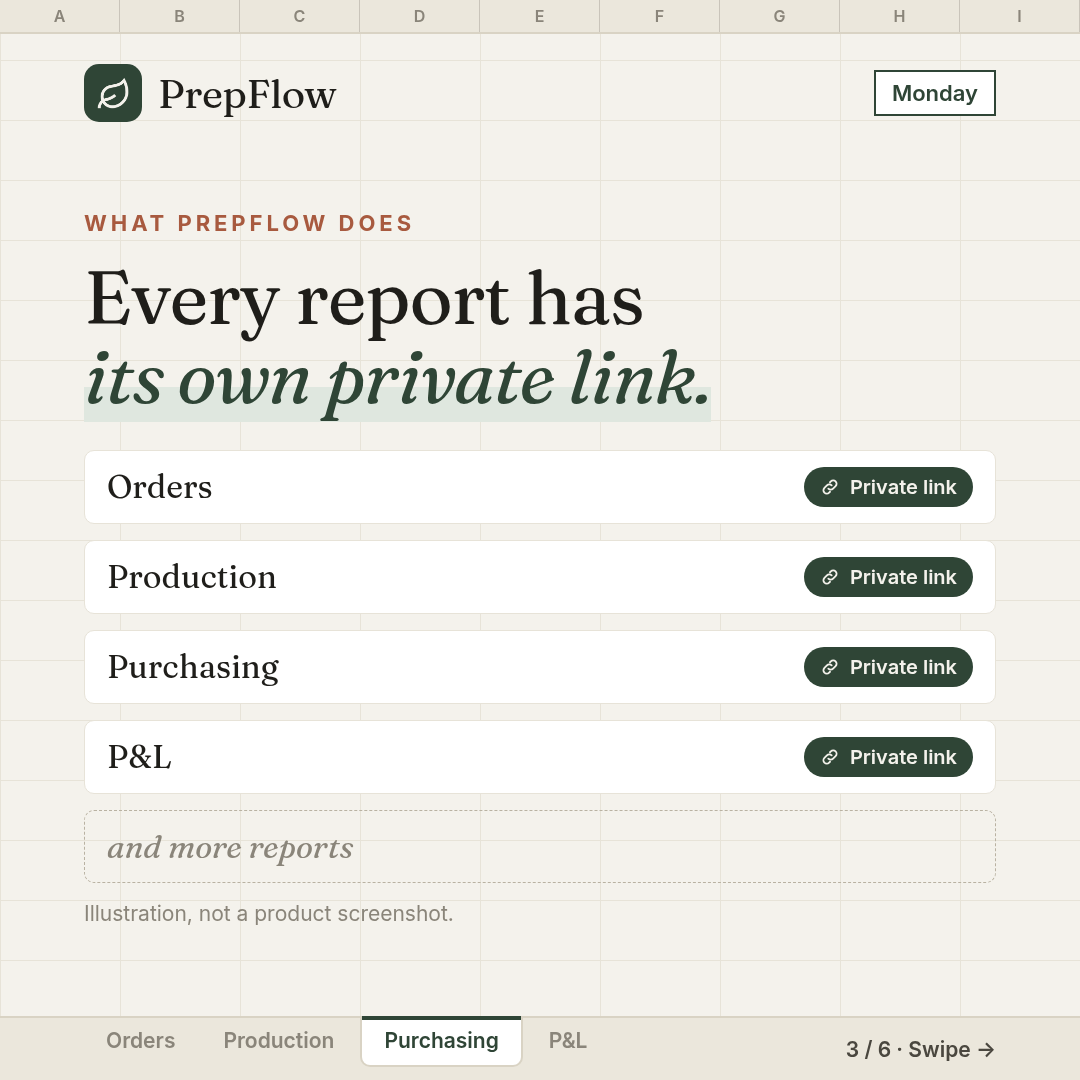 A B C D E F G H I
PrepFlow
Monday
WHAT PREPFLOW DOES
Every report has
its own private link.
Orders
Private link
Production
Private link
Purchasing
Private link
P&L
Private link
and more reports
Illustration, not a product screenshot.
Orders Production Purchasing P&L
3 / 6 · Swipe →